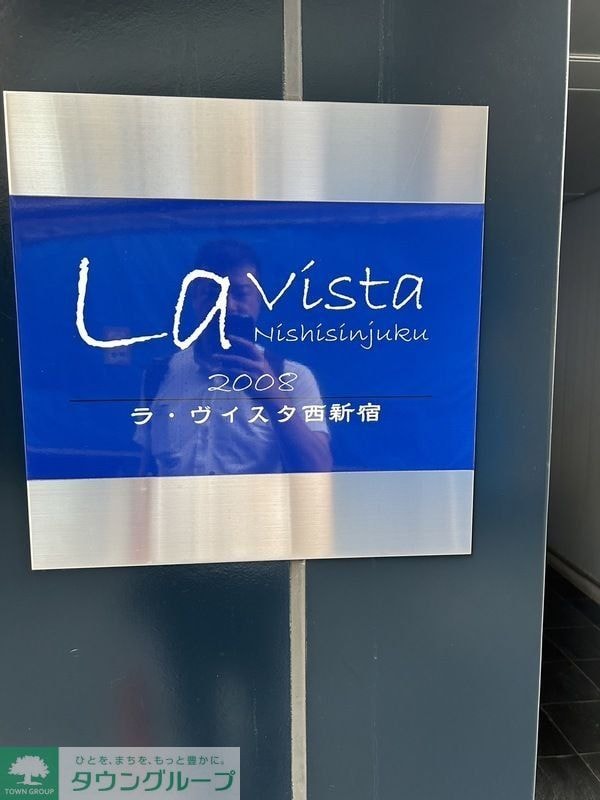 La Vista
Nishisinjuku
2008
ラ・ヴィスタ西新宿
ひとを、まちを、もっと豊かに。
TOWN GROUP
タウングループ